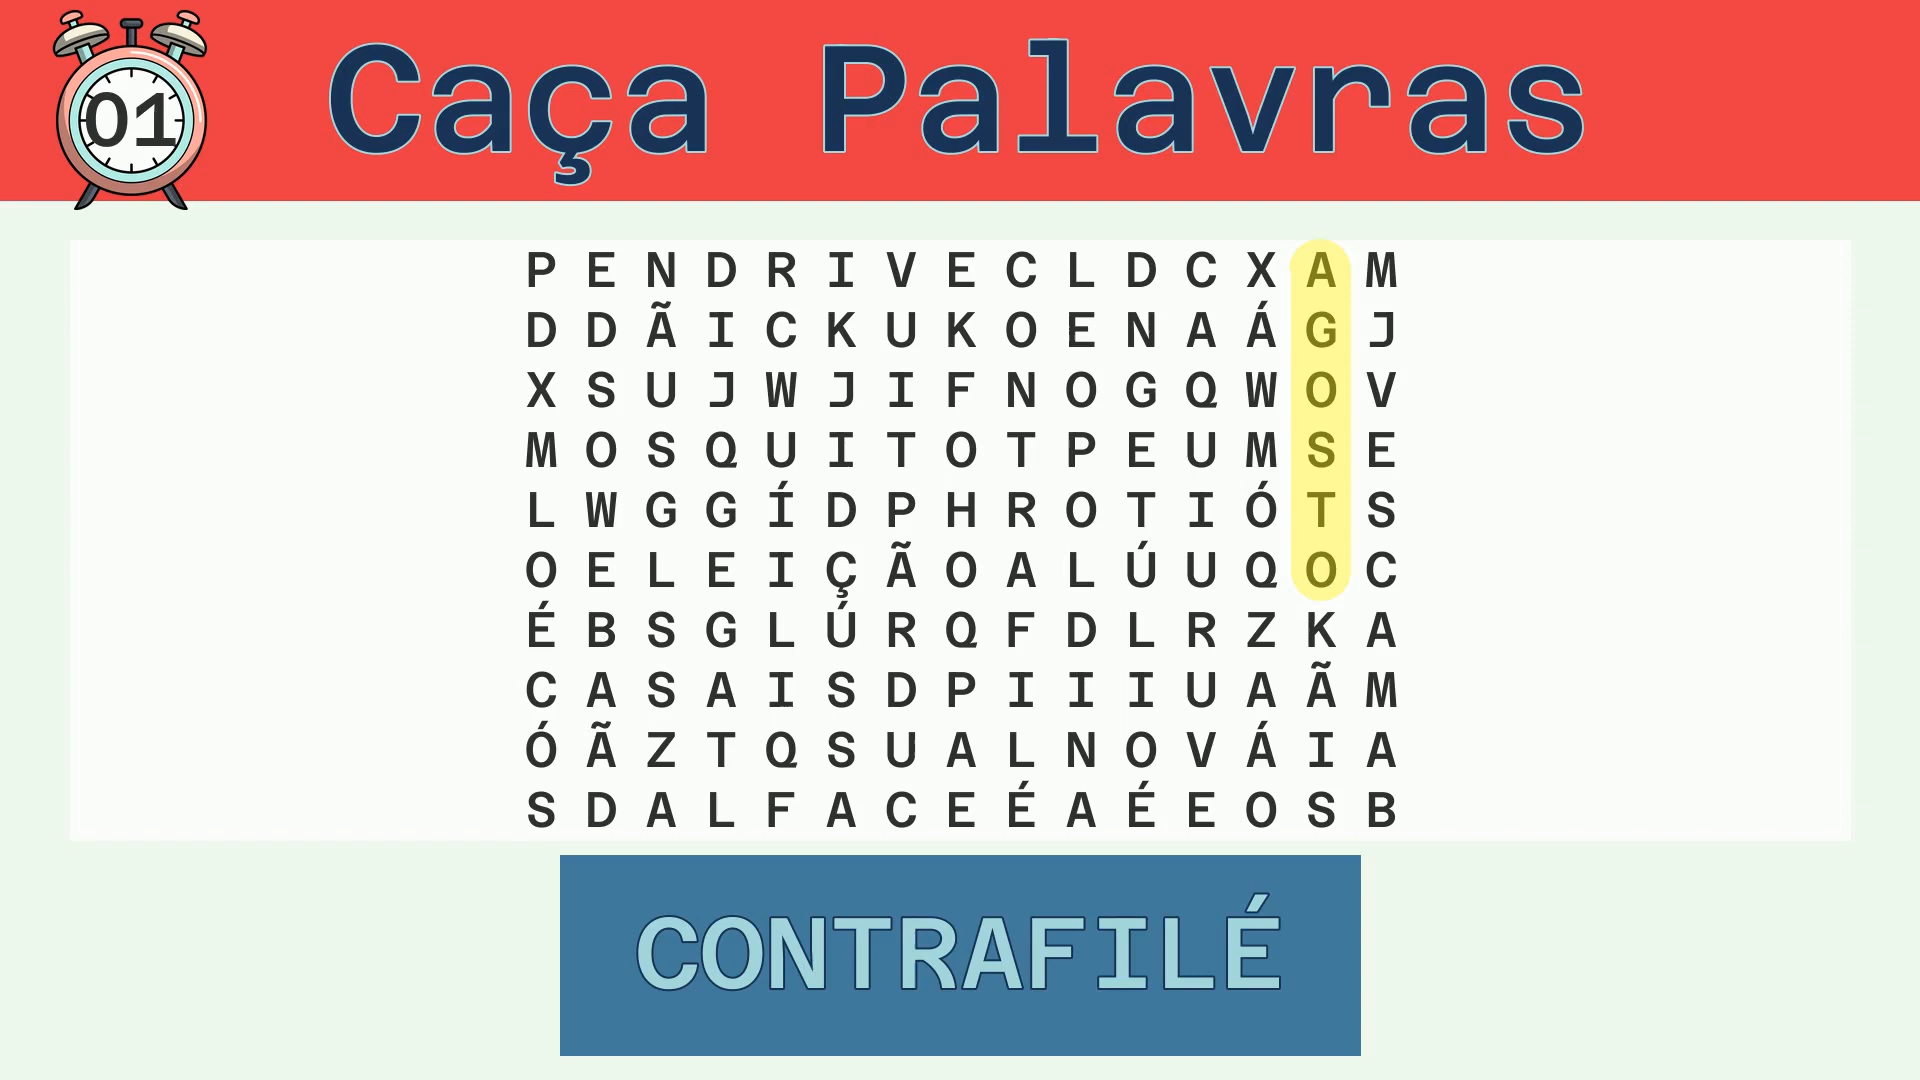 01
Caça Palavras
P E N D R I V E C L D C X A M
D D Ã I C K U K O E N A Á G J
X S U J W J I F N O G Q W O V
M O S Q U I T O T P E U M S E
L W G G Í D P H R O T I Ó T S
O E L E I Ç Ã O A L Ú U Q O C
É B S G L Ú R Q F D L R Z K A
C A S A I S D P I I I U A Ã M
Ó Ã Z T Q S U A L N O V Á I A
S D A L F A C E É A É E O S B
CONTRAFILÉ